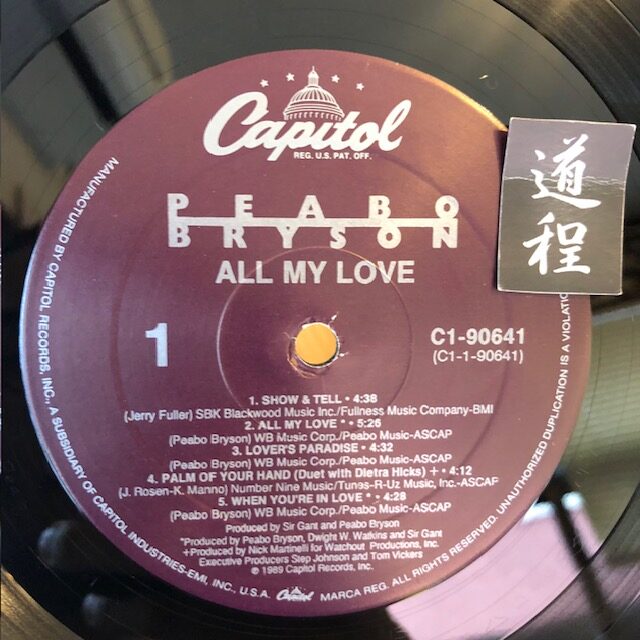 Capitol
REG. U.S. PAT. OFF.
PEABO
BRYSON
ALL MY LOVE
道程
1
C1-90641
(C1-1-90641)
1. SHOW & TELL • 4:38
(Jerry Fuller) SBK Blackwood Music Inc./Fullness Music Company-BMI
2. ALL MY LOVE * • 5:26
(Peabo Bryson) WB Music Corp./Peabo Music-ASCAP
3. LOVER'S PARADISE • 4:32
(Peabo Bryson) WB Music Corp./Peabo Music-ASCAP
4. PALM OF YOUR HAND (Duet with Dietra Hicks) + • 4:12
(J. Rosen-K. Manno) Number Nine Music/Tunes-R-Uz Music, Inc.-ASCAP
5. WHEN YOU'RE IN LOVE * • 4:28
(Peabo Bryson) WB Music Corp./Peabo Music-ASCAP
Produced by Sir Gant and Peabo Bryson
*Produced by Peabo Bryson, Dwight W. Watkins and Sir Gant
+Produced by Nick Martinelli for Watchout Productions, Inc.
Executive Producers Step Johnson and Tom Vickers
℗ 1989 Capitol Records, Inc.
MANUFACTURED BY CAPITOL RECORDS, INC., A SUBSIDIARY OF CAPITOL INDUSTRIES-EMI, INC., U.S.A. Capitol MARCA REG. ALL RIGHTS RESERVED. UNAUTHORIZED DUPLICATION IS A VIOLATIO